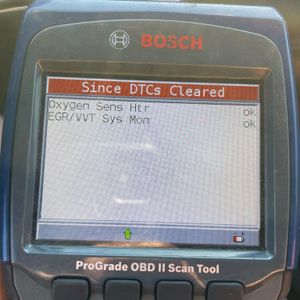 BOSCH
Since DTCs Cleared
Oxygen Sens Htr ok
EGR/VVT Sys Mon ok
ProGrade OBD II Scan Tool